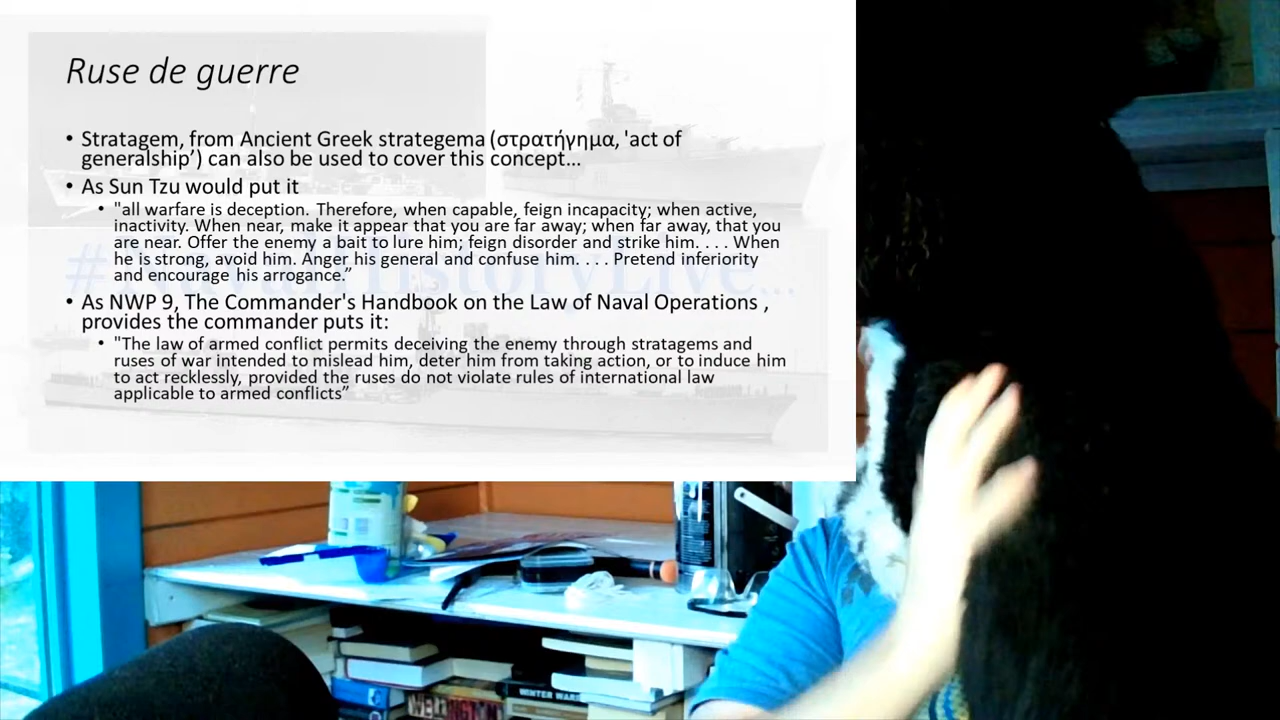 Ruse de guerre
• Stratagem, from Ancient Greek strategema (στρατήγημα, 'act of
generalship’) can also be used to cover this concept…
• As Sun Tzu would put it
• "all warfare is deception. Therefore, when capable, feign incapacity; when active,
inactivity. When near, make it appear that you are far away; when far away, that you
are near. Offer the enemy a bait to lure him; feign disorder and strike him. . . . When
he is strong, avoid him. Anger his general and confuse him. . . . Pretend inferiority
and encourage his arrogance.”
#NavalHistoryLive...
• As NWP 9, The Commander's Handbook on the Law of Naval Operations ,
provides the commander puts it:
• "The law of armed conflict permits deceiving the enemy through stratagems and
ruses of war intended to mislead him, deter him from taking action, or to induce him
to act recklessly, provided the ruses do not violate rules of international law
applicable to armed conflicts”
WINTER WAR
WELLINGTON